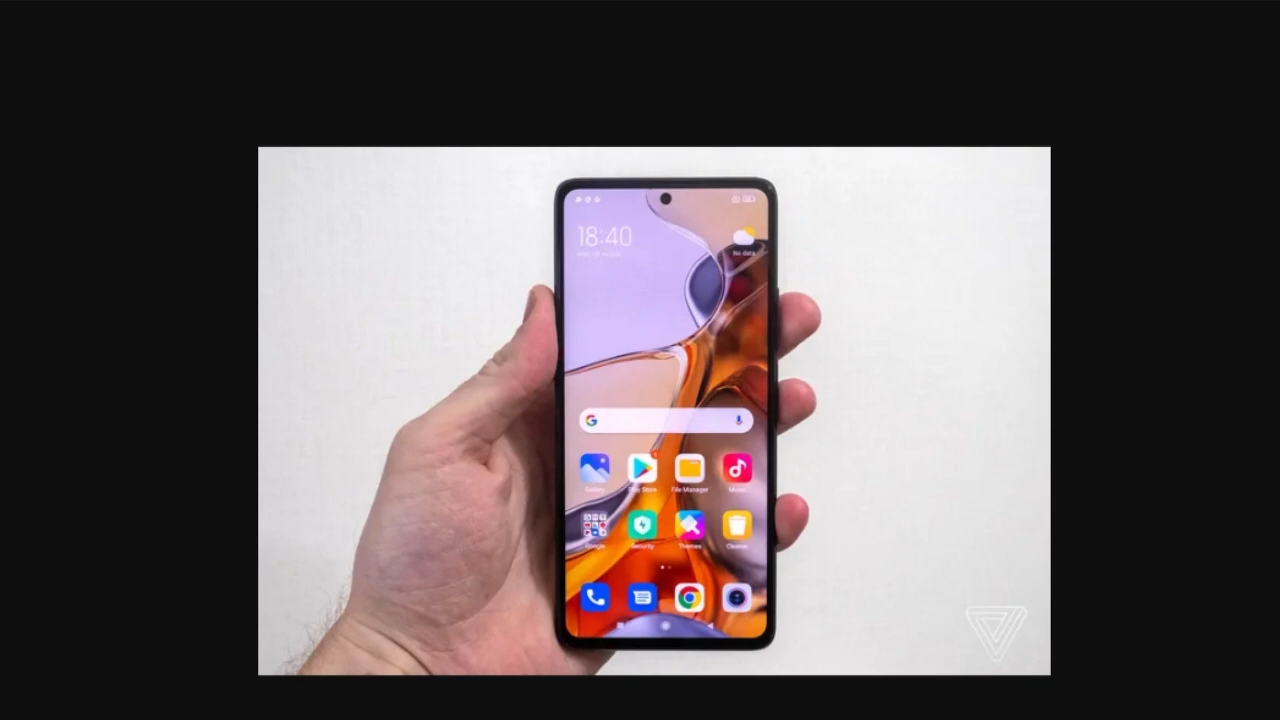 18:40
No data
Gallery
Play Store
File Manager
Music
Google
Security
Themes
Cleaner